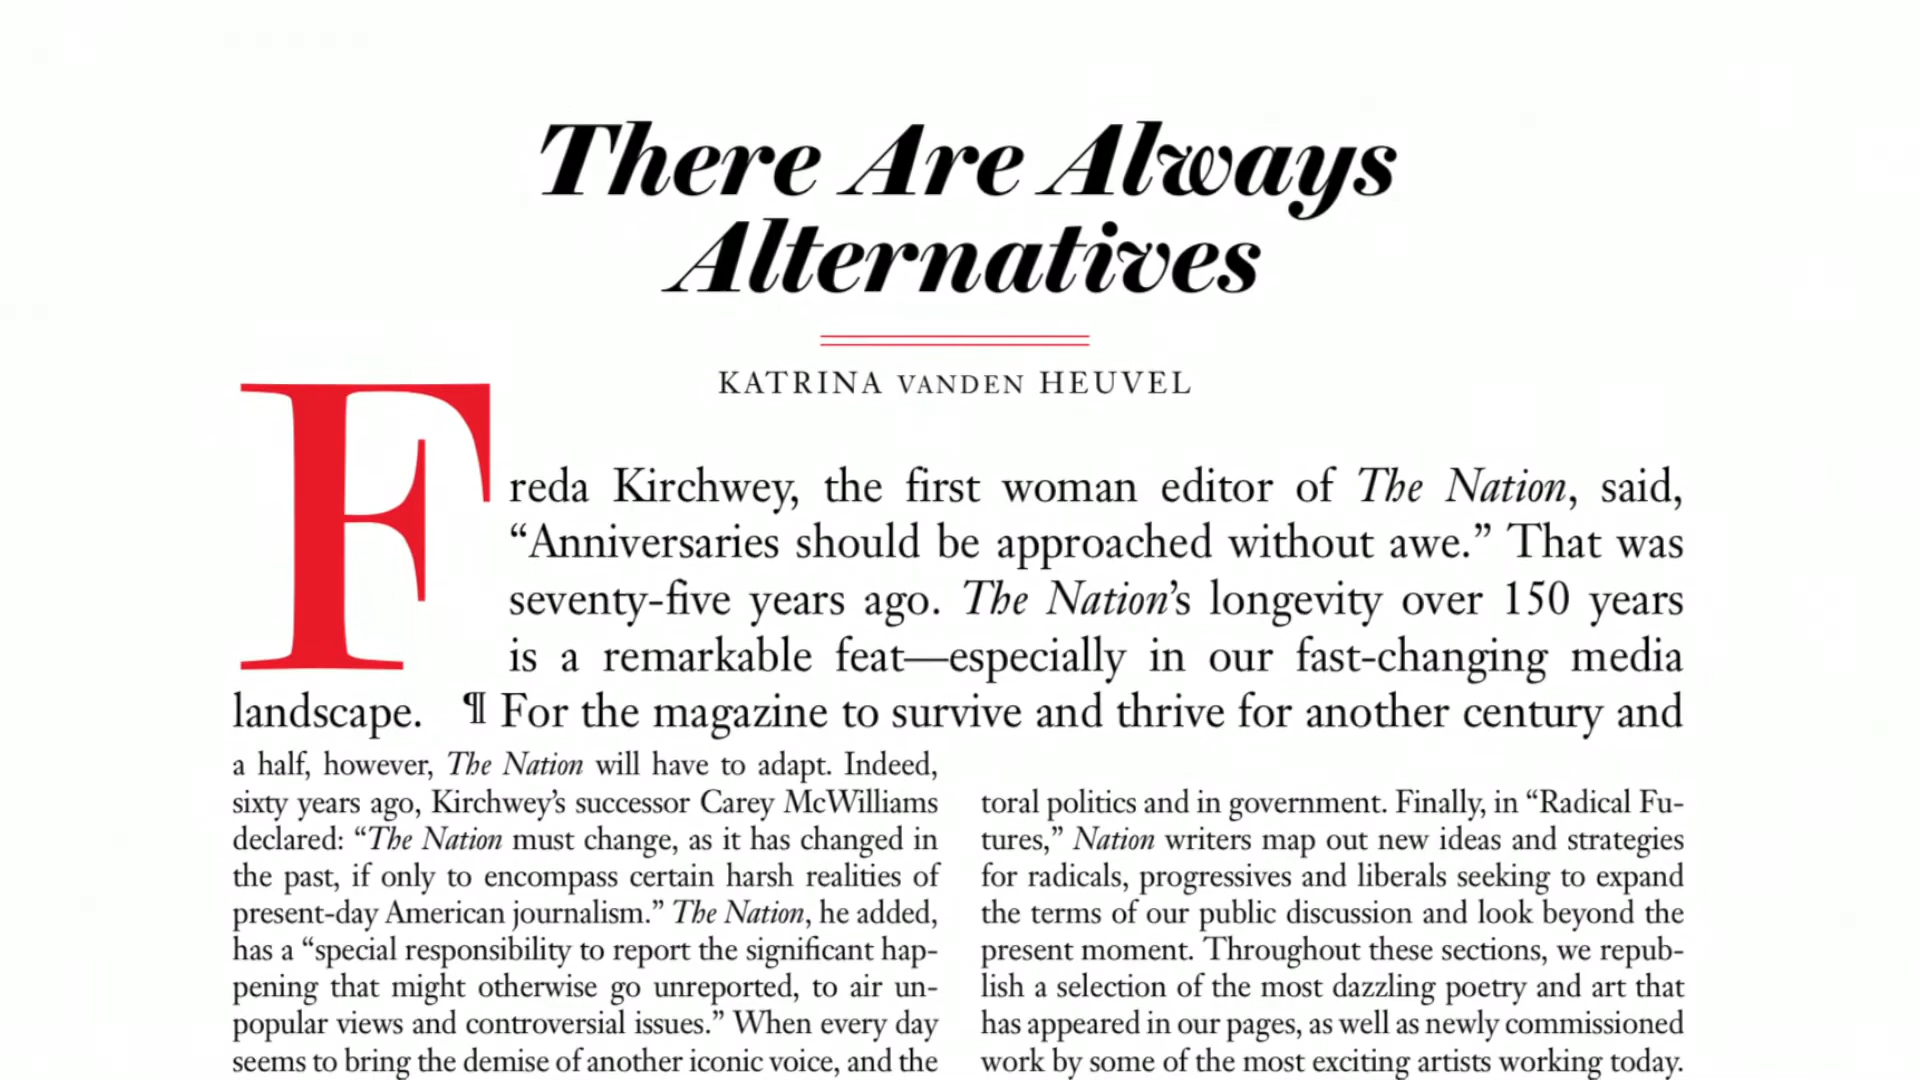 There Are Always
Alternatives
KATRINA VANDEN HEUVEL
Freda Kirchwey, the first woman editor of The Nation, said,
“Anniversaries should be approached without awe.” That was
seventy-five years ago. The Nation’s longevity over 150 years
is a remarkable feat—especially in our fast-changing media
landscape. ¶ For the magazine to survive and thrive for another century and
a half, however, The Nation will have to adapt. Indeed,
sixty years ago, Kirchwey’s successor Carey McWilliams
declared: “The Nation must change, as it has changed in
the past, if only to encompass certain harsh realities of
present-day American journalism.” The Nation, he added,
has a “special responsibility to report the significant hap-
pening that might otherwise go unreported, to air un-
popular views and controversial issues.” When every day
seems to bring the demise of another iconic voice, and the
toral politics and in government. Finally, in “Radical Fu-
tures,” Nation writers map out new ideas and strategies
for radicals, progressives and liberals seeking to expand
the terms of our public discussion and look beyond the
present moment. Throughout these sections, we repub-
lish a selection of the most dazzling poetry and art that
has appeared in our pages, as well as newly commissioned
work by some of the most exciting artists working today.